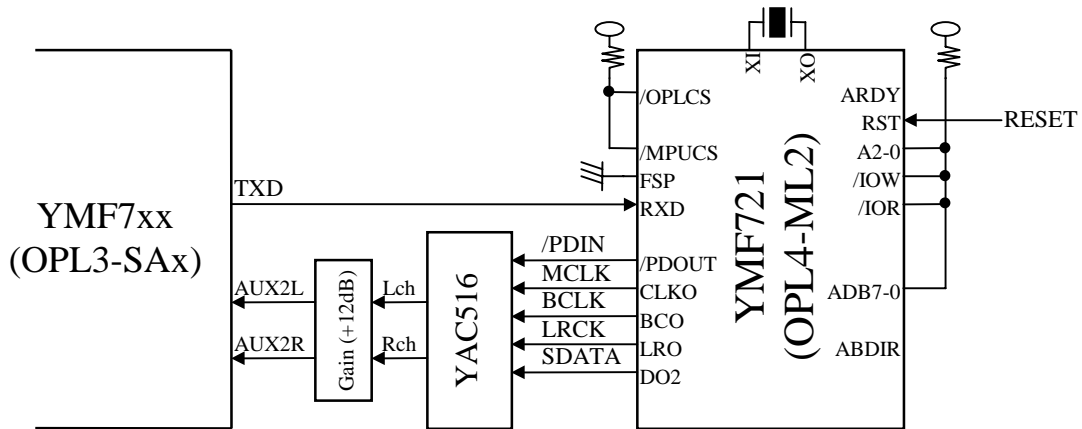 YMF7xx
(OPL3-SAx)
TXD
AUX2L
AUX2R
Gain (+12dB)
Lch
Rch
YAC516
/PDIN
MCLK
BCLK
LRCK
SDATA
XI
XO
/OPLCS
/MPUCS
FSP
RXD
/PDOUT
CLKO
BCO
LRO
DO2
YMF721
(OPL4-ML2)
ARDY
RST
A2-0
/IOW
/IOR
ADB7-0
ABDIR
RESET